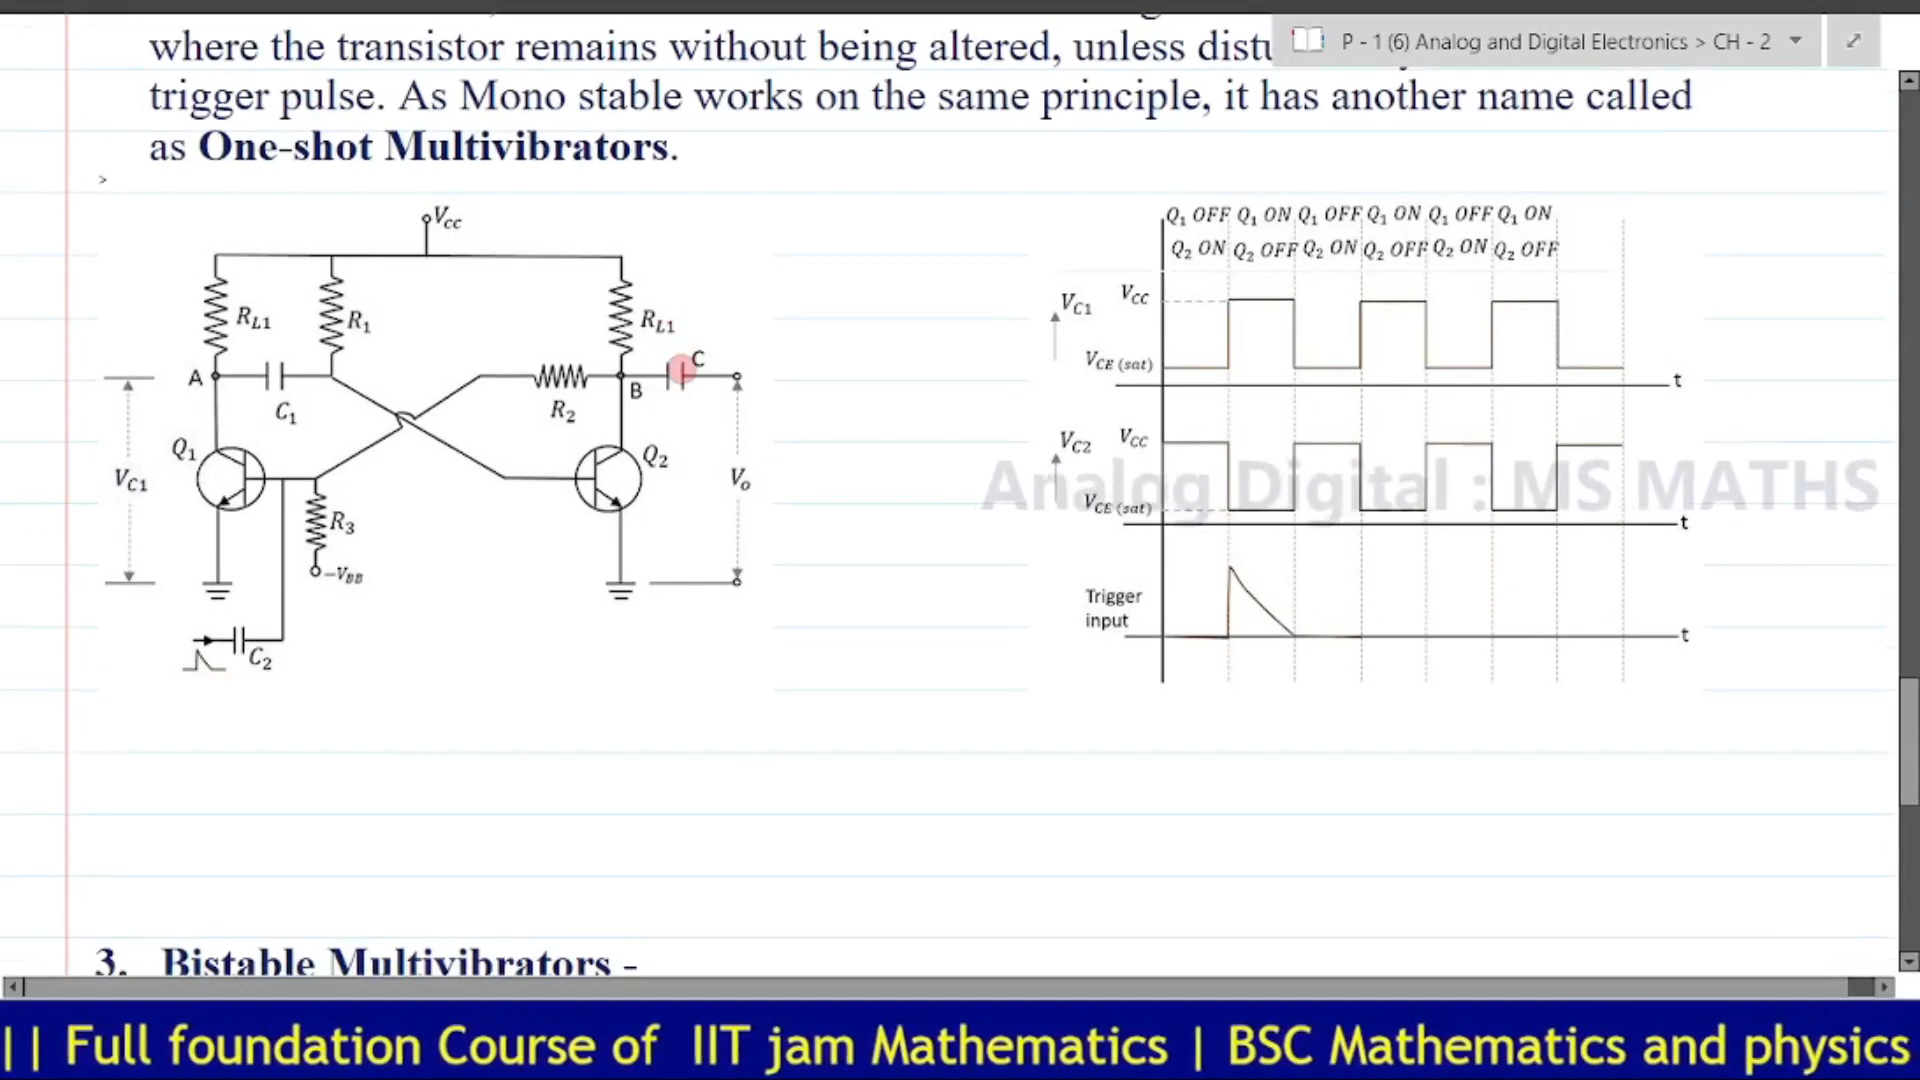 where the transistor remains without being altered, unless distu
P - 1 (6) Analog and Digital Electronics > CH - 2
trigger pulse. As Mono stable works on the same principle, it has another name called
as One-shot Multivibrators.
>
Vcc
RL1
R1
RL1
A
C1
R2
B
C
Q1
Q2
VC1
Vo
R3
-VBB
C2
Q1 OFF Q1 ON Q1 OFF Q1 ON Q1 OFF Q1 ON
Q2 ON Q2 OFF Q2 ON Q2 OFF Q2 ON Q2 OFF
VC1
VCC
VCE (sat)
t
VC2
VCC
VCE (sat)
t
Analog Digital : MS MATHS
Trigger
input
t
3. Bistable Multivibrators -
|| Full foundation Course of IIT jam Mathematics | BSC Mathematics and physics